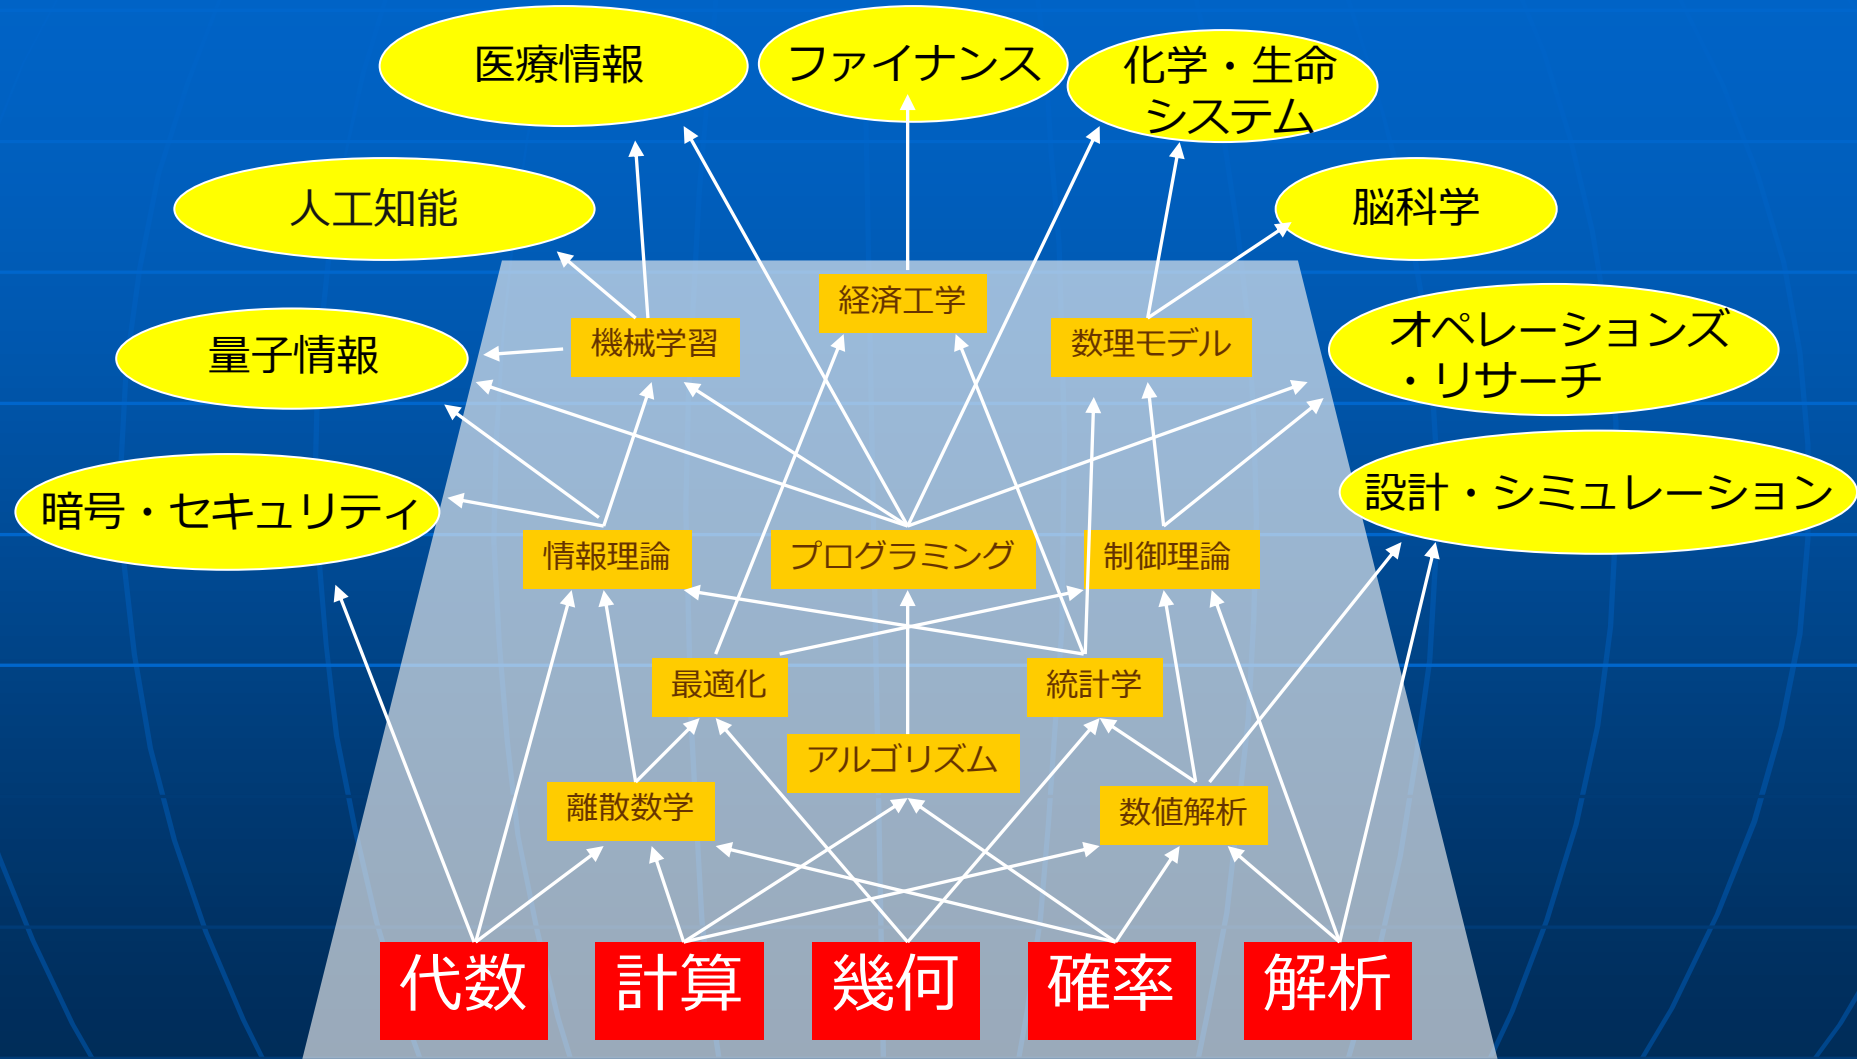 医療情報
ファイナンス
化学・生命
システム
人工知能
脳科学
経済工学
機械学習
数理モデル
量子情報
オペレーションズ
・リサーチ
暗号・セキュリティ
設計・シミュレーション
情報理論
プログラミング
制御理論
最適化
統計学
アルゴリズム
離散数学
数値解析
代数
計算
幾何
確率
解析